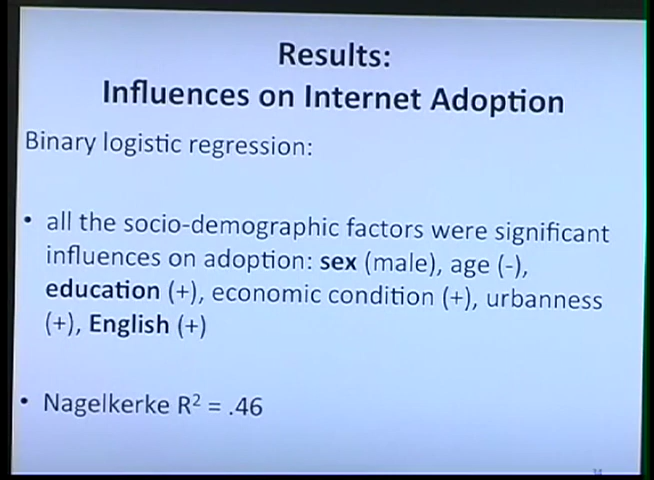 Results:
Influences on Internet Adoption
Binary logistic regression:
• all the socio-demographic factors were significant
influences on adoption: sex (male), age (-),
education (+), economic condition (+), urbanness
(+), English (+)
• Nagelkerke R² = .46